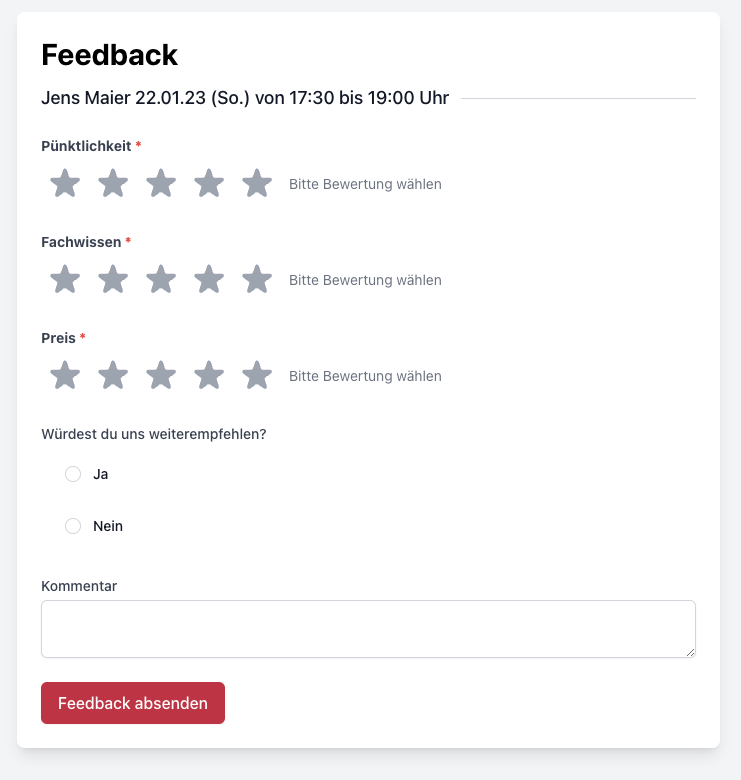 Feedback
Jens Maier 22.01.23 (So.) von 17:30 bis 19:00 Uhr
Pünktlichkeit *
Bitte Bewertung wählen
Fachwissen *
Bitte Bewertung wählen
Preis *
Bitte Bewertung wählen
Würdest du uns weiterempfehlen?
Ja
Nein
Kommentar
Feedback absenden